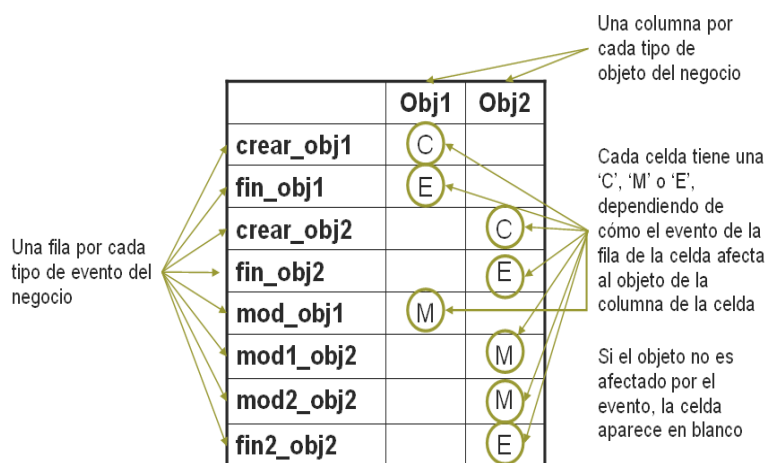 Una columna por
cada tipo de
objeto del negocio
Obj1 Obj2
crear_obj1 C
fin_obj1 E
crear_obj2 C
fin_obj2 E
mod_obj1 M
mod1_obj2 M
mod2_obj2 M
fin2_obj2 E
Una fila por cada
tipo de evento del
negocio
Cada celda tiene una
‘C’, ‘M’ o ‘E’,
dependiendo de
cómo el evento de la
fila de la celda afecta
al objeto de la
columna de la celda
Si el objeto no es
afectado por el
evento, la celda
aparece en blanco